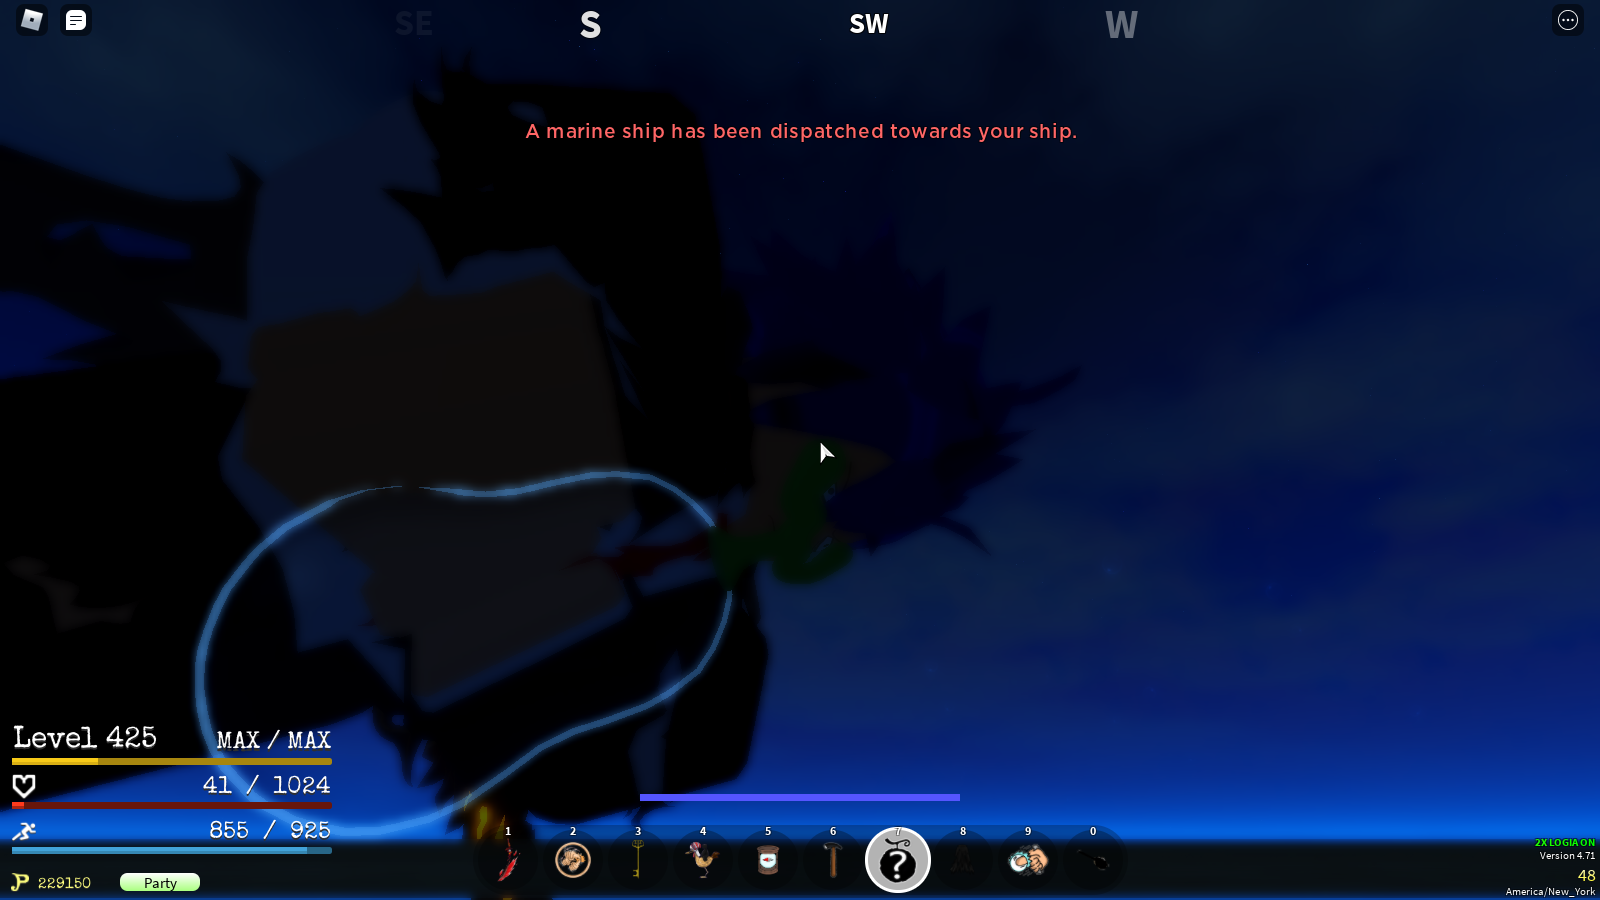 SE S SW W
A marine ship has been dispatched towards your ship.
Level 425 MAX / MAX
41 / 1024
855 / 925
229150 Party
1 2 3 4 5 6 7 8 9 0
?
2X LOGIA ON
Version 4.71
48
America/New_York